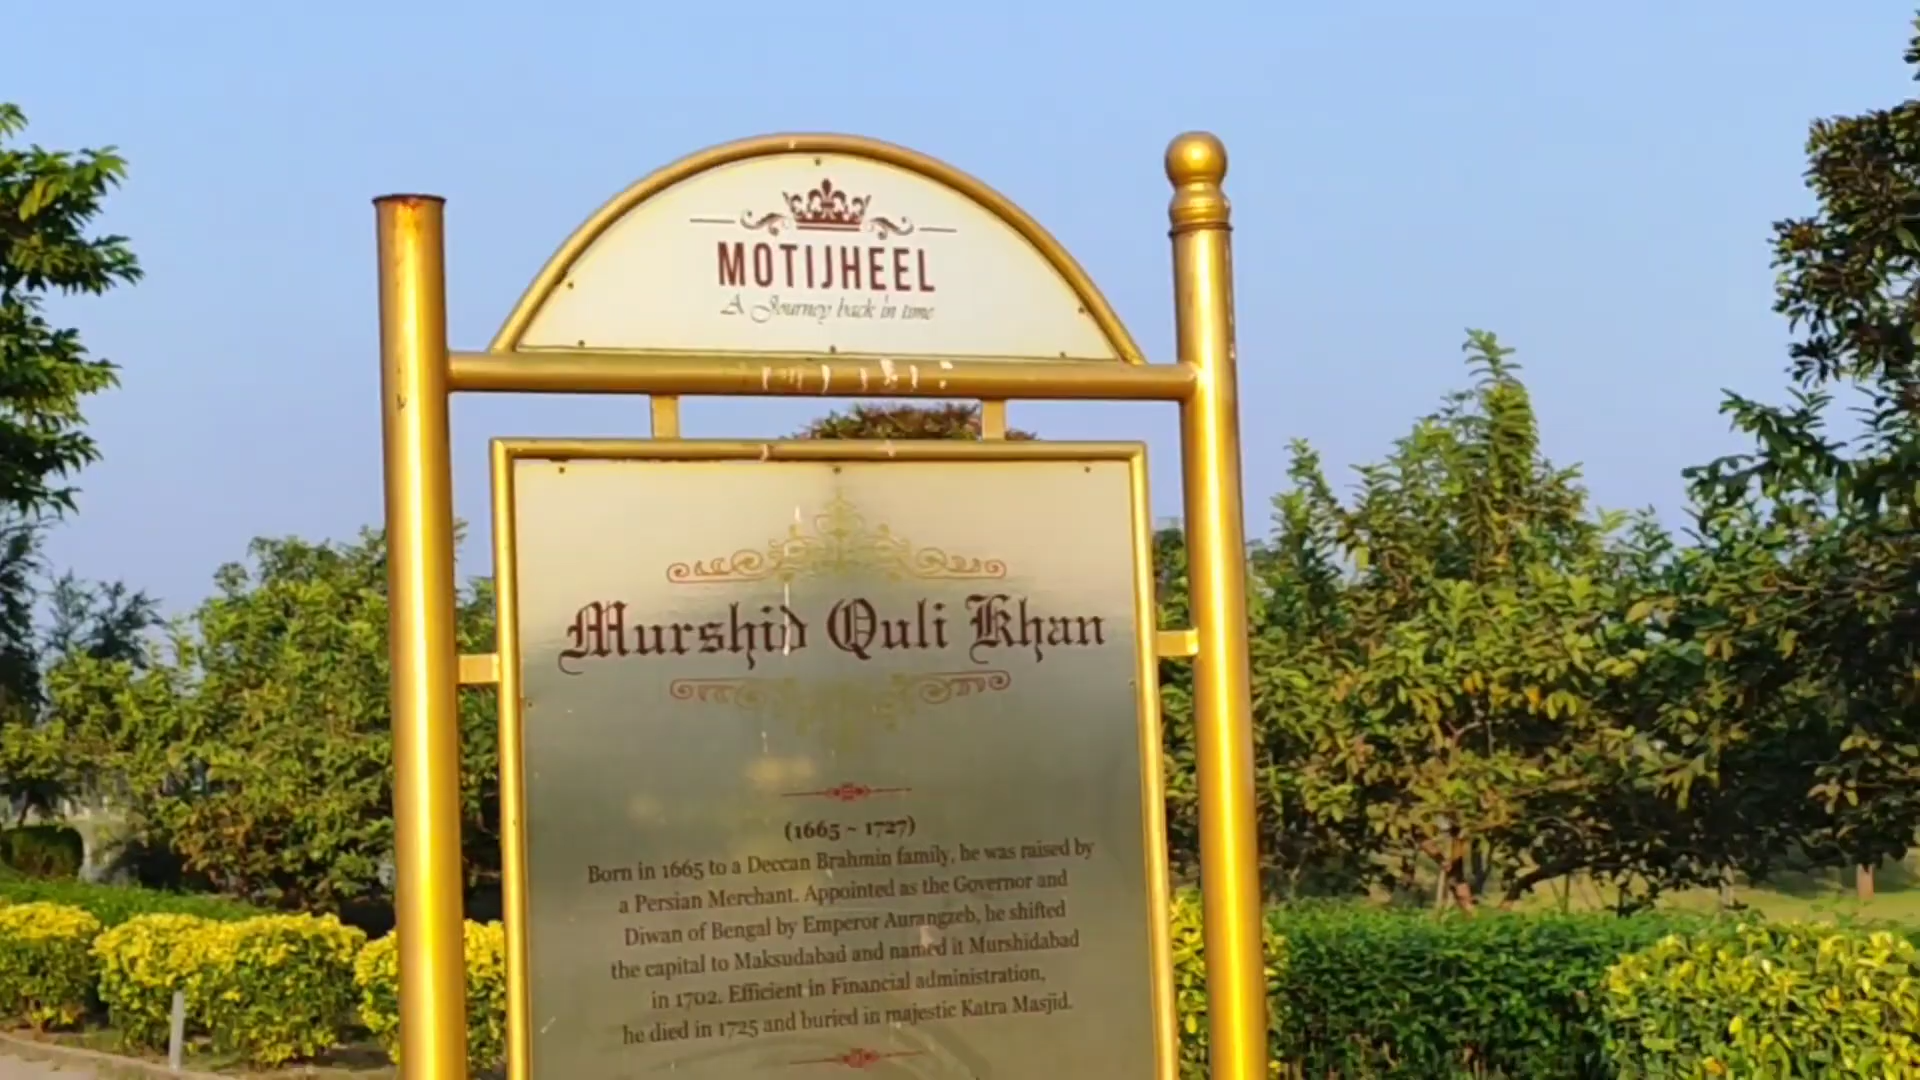 MOTIJHEEL
A Journey back in time
Murshid Quli Khan
(1665 ~ 1727)
Born in 1665 to a Deccan Brahmin family, he was raised by
a Persian Merchant. Appointed as the Governor and
Diwan of Bengal by Emperor Aurangzeb, he shifted
the capital to Maksudabad and named it Murshidabad
in 1702. Efficient in Financial administration,
he died in 1725 and buried in majestic Katra Masjid.